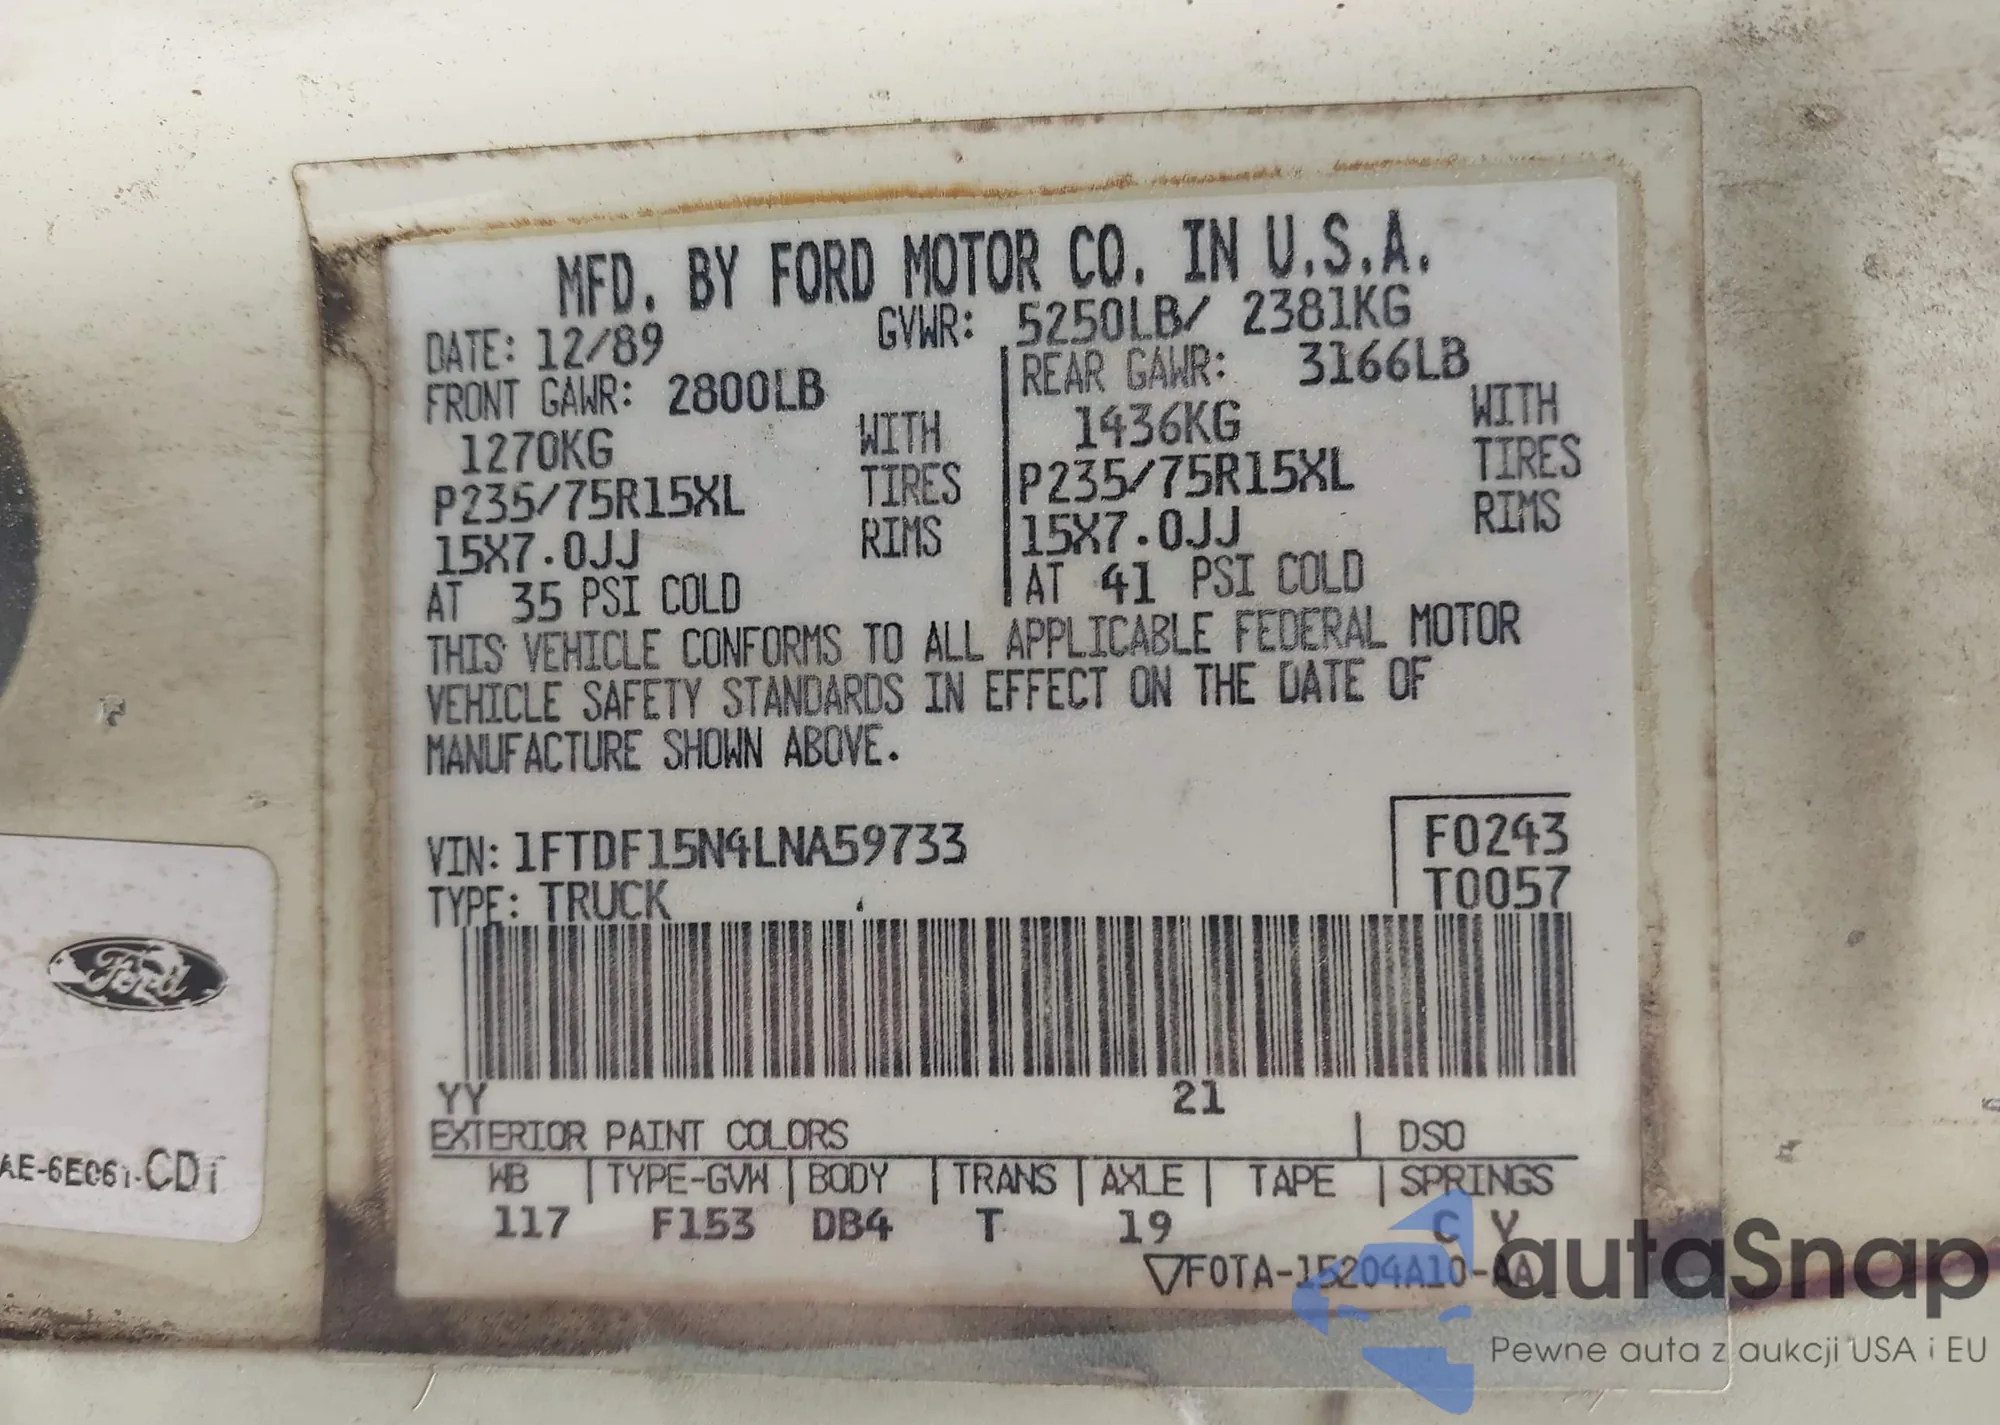 MFD. BY FORD MOTOR CO. IN U.S.A.
DATE: 12/89 GVWR: 5250LB/ 2381KG
FRONT GAWR: 2800LB REAR GAWR: 3166LB
1270KG WITH 1436KG WITH
P235/75R15XL TIRES P235/75R15XL TIRES
15X7.0JJ RIMS 15X7.0JJ RIMS
AT 35 PSI COLD AT 41 PSI COLD
THIS VEHICLE CONFORMS TO ALL APPLICABLE FEDERAL MOTOR
VEHICLE SAFETY STANDARDS IN EFFECT ON THE DATE OF
MANUFACTURE SHOWN ABOVE.
F0243
VIN: 1FTDF15N4LNA59733
T0057
TYPE: TRUCK
YY 21
EXTERIOR PAINT COLORS DSO
WB TYPE-GVW BODY TRANS AXLE TAPE SPRINGS
117 F153 DB4 T 19 C Y
F0TA-15204A10-AA
Ford
AE-6E061-CD
autaSnap
Pewne auta z aukcji USA i EU